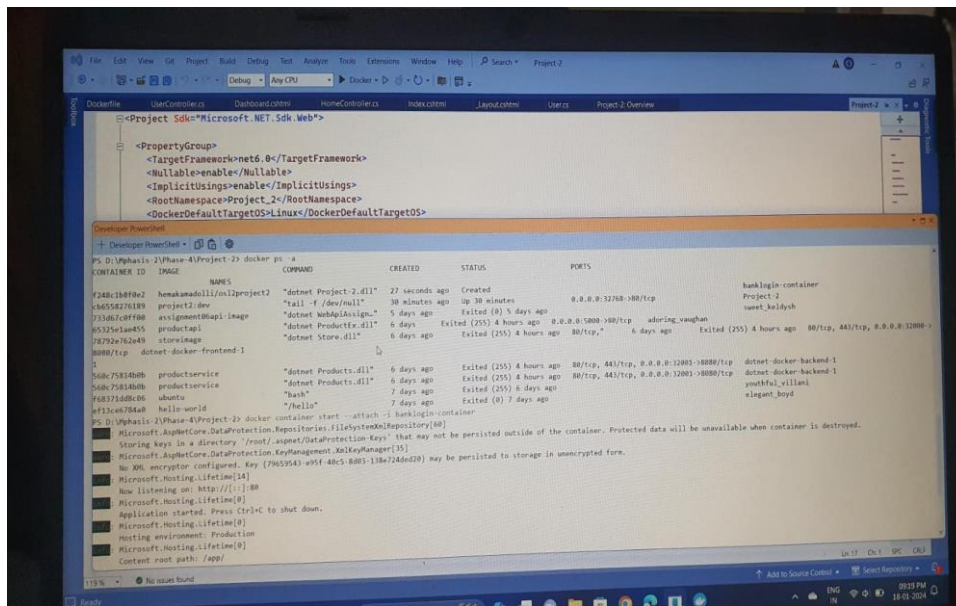 File Edit View Git Project Build Debug Test Analyze Tools Extensions Window Help Search Project-2
Debug Any CPU Docker
Dockerfile UserController.cs Dashboard.cshtml HomeController.cs Index.cshtml _Layout.cshtml User.cs Project-2: Overview Project-2
Toolbox
Diagnostic Tools
<Project Sdk="Microsoft.NET.Sdk.Web">
<PropertyGroup>
<TargetFramework>net6.0</TargetFramework>
<Nullable>enable</Nullable>
<ImplicitUsings>enable</ImplicitUsings>
<RootNamespace>Project_2</RootNamespace>
<DockerDefaultTargetOS>Linux</DockerDefaultTargetOS>
Developer PowerShell
+ Developer PowerShell
PS D:\Mphasis-2\Phase-4\Project-2> docker ps -a
CONTAINER ID IMAGE COMMAND CREATED STATUS PORTS
NAMES
f248c1b0f0e2 hemakamadolli/osl2project2 "dotnet Project-2.dll" 27 seconds ago Created banklogin-container
cb6558276189 project2:dev "tail -f /dev/null" 30 minutes ago Up 30 minutes 0.0.0.0:32768->80/tcp Project-2
733d67c0ff00 assignment06api-image "dotnet WebApiAssign…" 5 days ago Exited (0) 5 days ago sweet_keldysh
65325e1ae455 productapi "dotnet ProductEx.dll" 6 days Exited (255) 4 hours ago 0.0.0.0:5000->80/tcp adoring_vaughan
78792e762e49 storeimage "dotnet Store.dll" 6 days ago Exited (255) 4 hours ago 80/tcp," 6 days ago Exited (255) 4 hours ago 80/tcp, 443/tcp, 0.0.0.0:32000->
8080/tcp dotnet-docker-frontend-1
1
560c75814b0b productservice "dotnet Products.dll" 6 days ago Exited (255) 4 hours ago 80/tcp, 443/tcp, 0.0.0.0:32001->8080/tcp dotnet-docker-backend-1
560c75814b0b productservice "dotnet Products.dll" 6 days ago Exited (255) 4 hours ago 80/tcp, 443/tcp, 0.0.0.0:32001->8080/tcp dotnet-docker-backend-1
f68371dd8c06 ubuntu "bash" 7 days ago Exited (255) 6 days ago youthful_villani
ef13ce6784a0 hello-world "/hello" 7 days ago Exited (0) 7 days ago elegant_boyd
PS D:\Mphasis-2\Phase-4\Project-2> docker container start --attach -i banklogin-container
: Microsoft.AspNetCore.DataProtection.Repositories.FileSystemXmlRepository[60]
Storing keys in a directory '/root/.aspnet/DataProtection-Keys' that may not be persisted outside of the container. Protected data will be unavailable when container is destroyed.
: Microsoft.AspNetCore.DataProtection.KeyManagement.XmlKeyManager[35]
No XML encryptor configured. Key {79659543-e95f-40c5-8d03-138e724ded20} may be persisted to storage in unencrypted form.
info: Microsoft.Hosting.Lifetime[14]
Now listening on: http://[::]:80
info: Microsoft.Hosting.Lifetime[0]
Application started. Press Ctrl+C to shut down.
info: Microsoft.Hosting.Lifetime[0]
Hosting environment: Production
info: Microsoft.Hosting.Lifetime[0]
Content root path: /app/
119 % No issues found Ln: 17 Ch: 1 SPC CRLF
Ready Add to Source Control Select Repository
ENG
IN
09:19 PM
18-01-2024